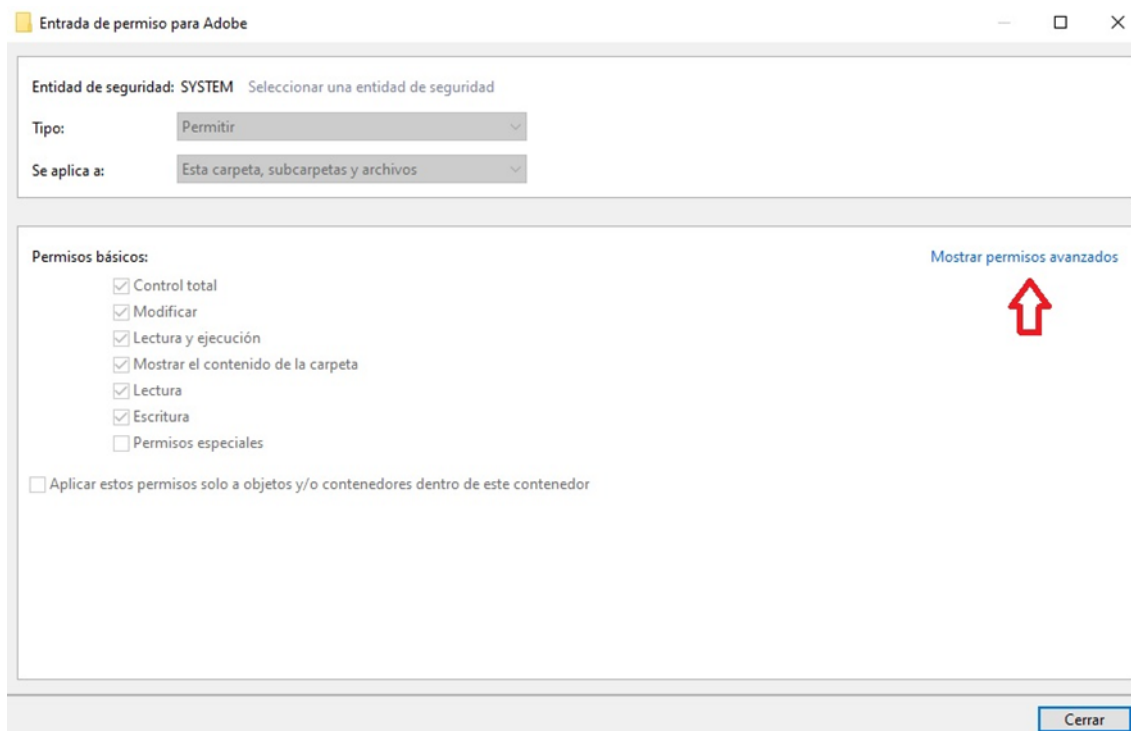 Entrada de permiso para Adobe
Entidad de seguridad: SYSTEM Seleccionar una entidad de seguridad
Tipo: Permitir
Se aplica a: Esta carpeta, subcarpetas y archivos
Permisos básicos: Mostrar permisos avanzados
Control total
Modificar
Lectura y ejecución
Mostrar el contenido de la carpeta
Lectura
Escritura
Permisos especiales
Aplicar estos permisos solo a objetos y/o contenedores dentro de este contenedor
Cerrar